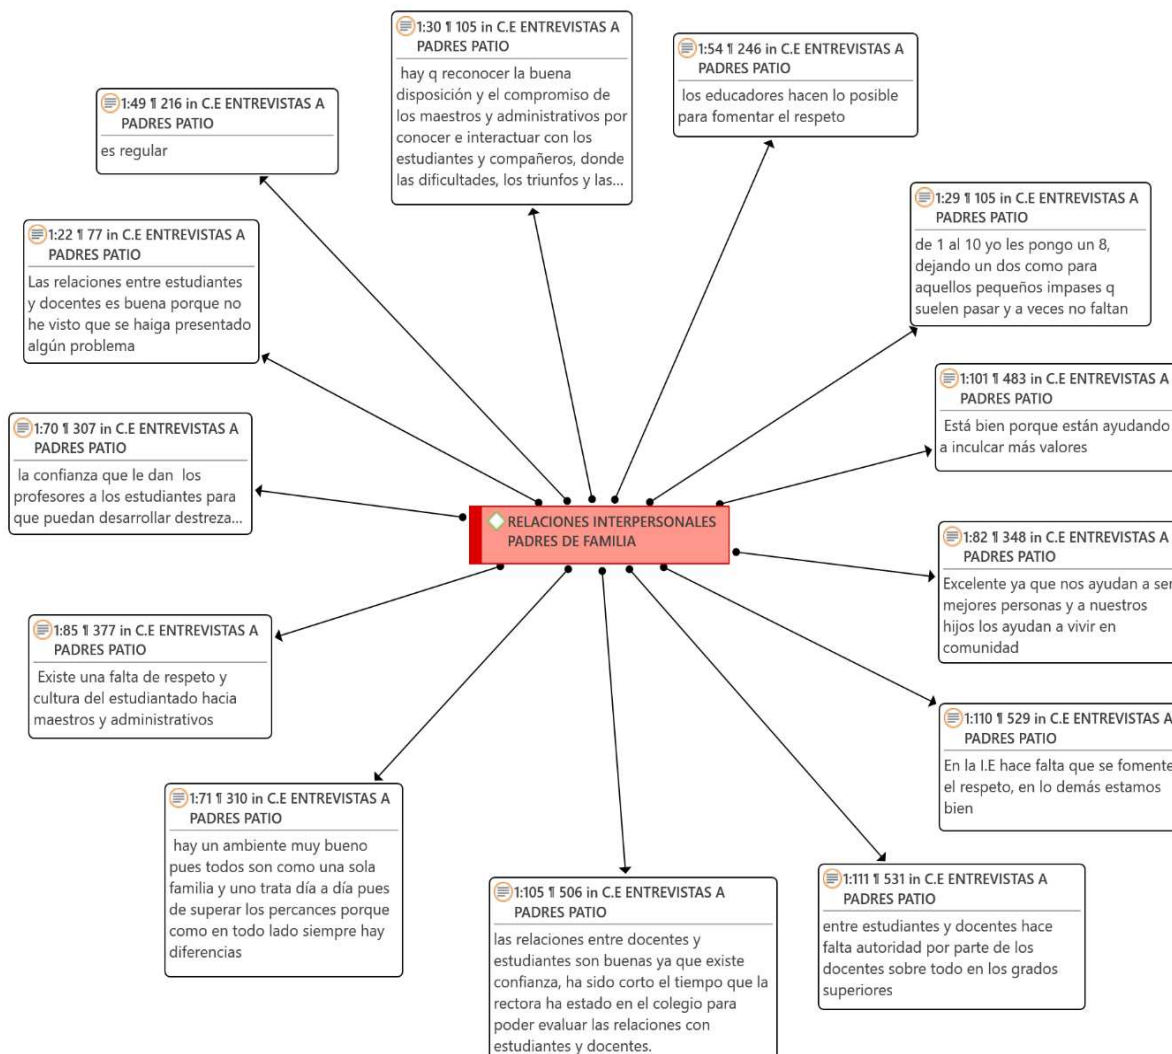 1:30 ¶ 105 in C.E ENTREVISTAS A
PADRES PATIO
hay q reconocer la buena
disposición y el compromiso de
los maestros y administrativos por
conocer e interactuar con los
estudiantes y compañeros, donde
las dificultades, los triunfos y las...
1:54 ¶ 246 in C.E ENTREVISTAS A
PADRES PATIO
los educadores hacen lo posible
para fomentar el respeto
1:49 ¶ 216 in C.E ENTREVISTAS A
PADRES PATIO
es regular
1:29 ¶ 105 in C.E ENTREVISTAS A
PADRES PATIO
de 1 al 10 yo les pongo un 8,
dejando un dos como para
aquellos pequeños impases q
suelen pasar y a veces no faltan
1:22 ¶ 77 in C.E ENTREVISTAS A
PADRES PATIO
Las relaciones entre estudiantes
y docentes es buena porque no
he visto que se haiga presentado
algún problema
1:101 ¶ 483 in C.E ENTREVISTAS A
PADRES PATIO
Está bien porque están ayudando
a inculcar más valores
1:70 ¶ 307 in C.E ENTREVISTAS A
PADRES PATIO
la confianza que le dan los
profesores a los estudiantes para
que puedan desarrollar destreza...
RELACIONES INTERPERSONALES
PADRES DE FAMILIA
1:82 ¶ 348 in C.E ENTREVISTAS A
PADRES PATIO
Excelente ya que nos ayudan a ser
mejores personas y a nuestros
hijos los ayudan a vivir en
comunidad
1:85 ¶ 377 in C.E ENTREVISTAS A
PADRES PATIO
Existe una falta de respeto y
cultura del estudiantado hacia
maestros y administrativos
1:110 ¶ 529 in C.E ENTREVISTAS A
PADRES PATIO
En la I.E hace falta que se fomente
el respeto, en lo demás estamos
bien
1:71 ¶ 310 in C.E ENTREVISTAS A
PADRES PATIO
hay un ambiente muy bueno
pues todos son como una sola
familia y uno trata día a día pues
de superar los percances porque
como en todo lado siempre hay
diferencias
1:105 ¶ 506 in C.E ENTREVISTAS A
PADRES PATIO
las relaciones entre docentes y
estudiantes son buenas ya que existe
confianza, ha sido corto el tiempo que la
rectora ha estado en el colegio para
poder evaluar las relaciones con
estudiantes y docentes.
1:111 ¶ 531 in C.E ENTREVISTAS A
PADRES PATIO
entre estudiantes y docentes hace
falta autoridad por parte de los
docentes sobre todo en los grados
superiores